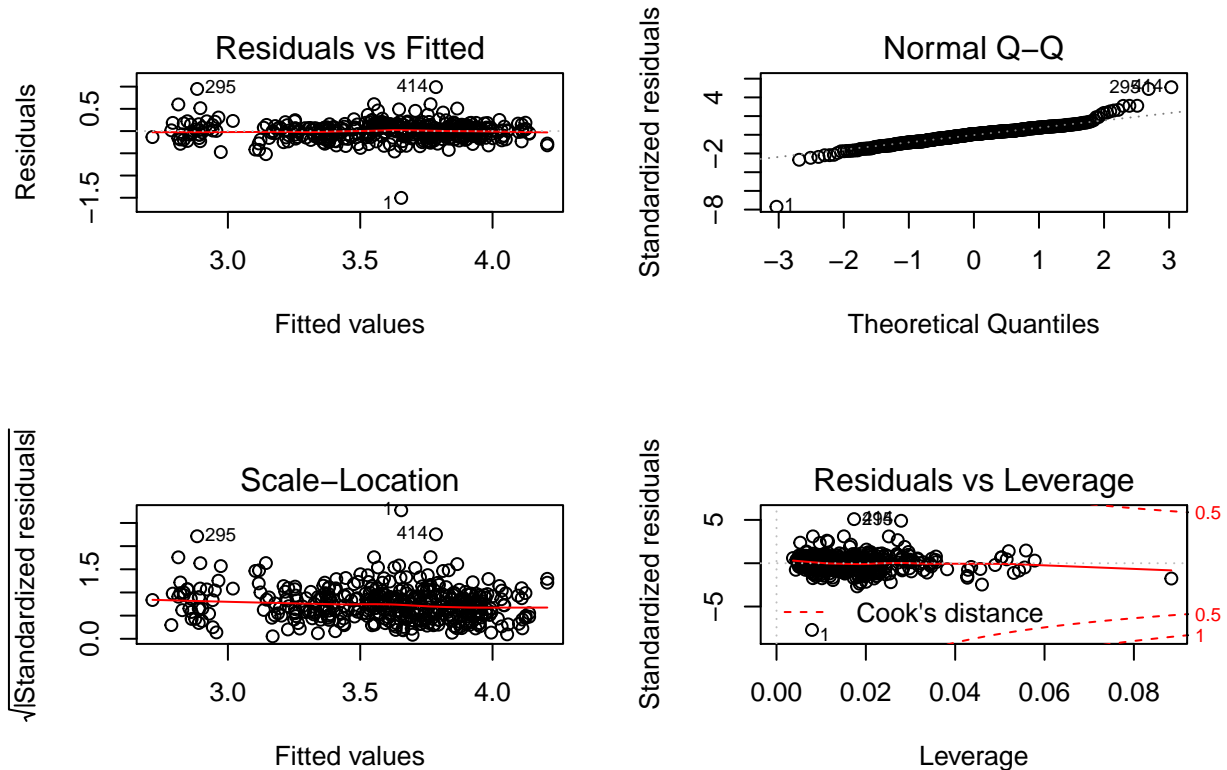 Residuals vs Fitted
Residuals
0.5
−1.5
295
414
1
3.0 3.5 4.0
Fitted values
Normal Q−Q
Standardized residuals
4
−2
−8
295
414
1
−3 −2 −1 0 1 2 3
Theoretical Quantiles
Scale−Location
√|Standardized residuals|
1.5
0.0
1
295
414
3.0 3.5 4.0
Fitted values
Residuals vs Leverage
Standardized residuals
5
−5
414
295
1
Cook's distance
0.5
0.5
1
0.00 0.02 0.04 0.06 0.08
Leverage